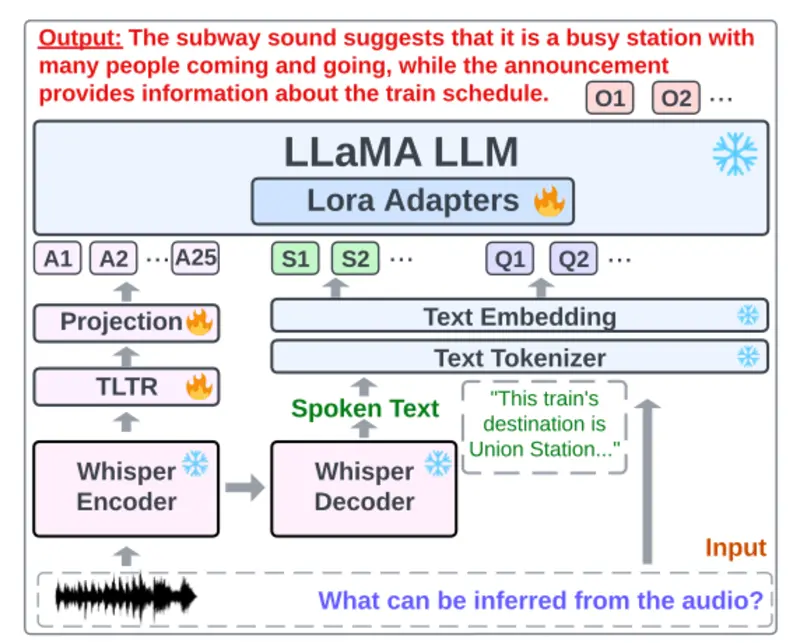 Output: The subway sound suggests that it is a busy station with
many people coming and going, while the announcement
provides information about the train schedule.
O1 O2 ...
LLaMA LLM
Lora Adapters
A1 A2 ... A25 S1 S2 ... Q1 Q2 ...
Projection
Text Embedding
TLTR
Text Tokenizer
Spoken Text
"This train's
destination is
Union Station..."
Whisper
Encoder
Whisper
Decoder
Input
What can be inferred from the audio?